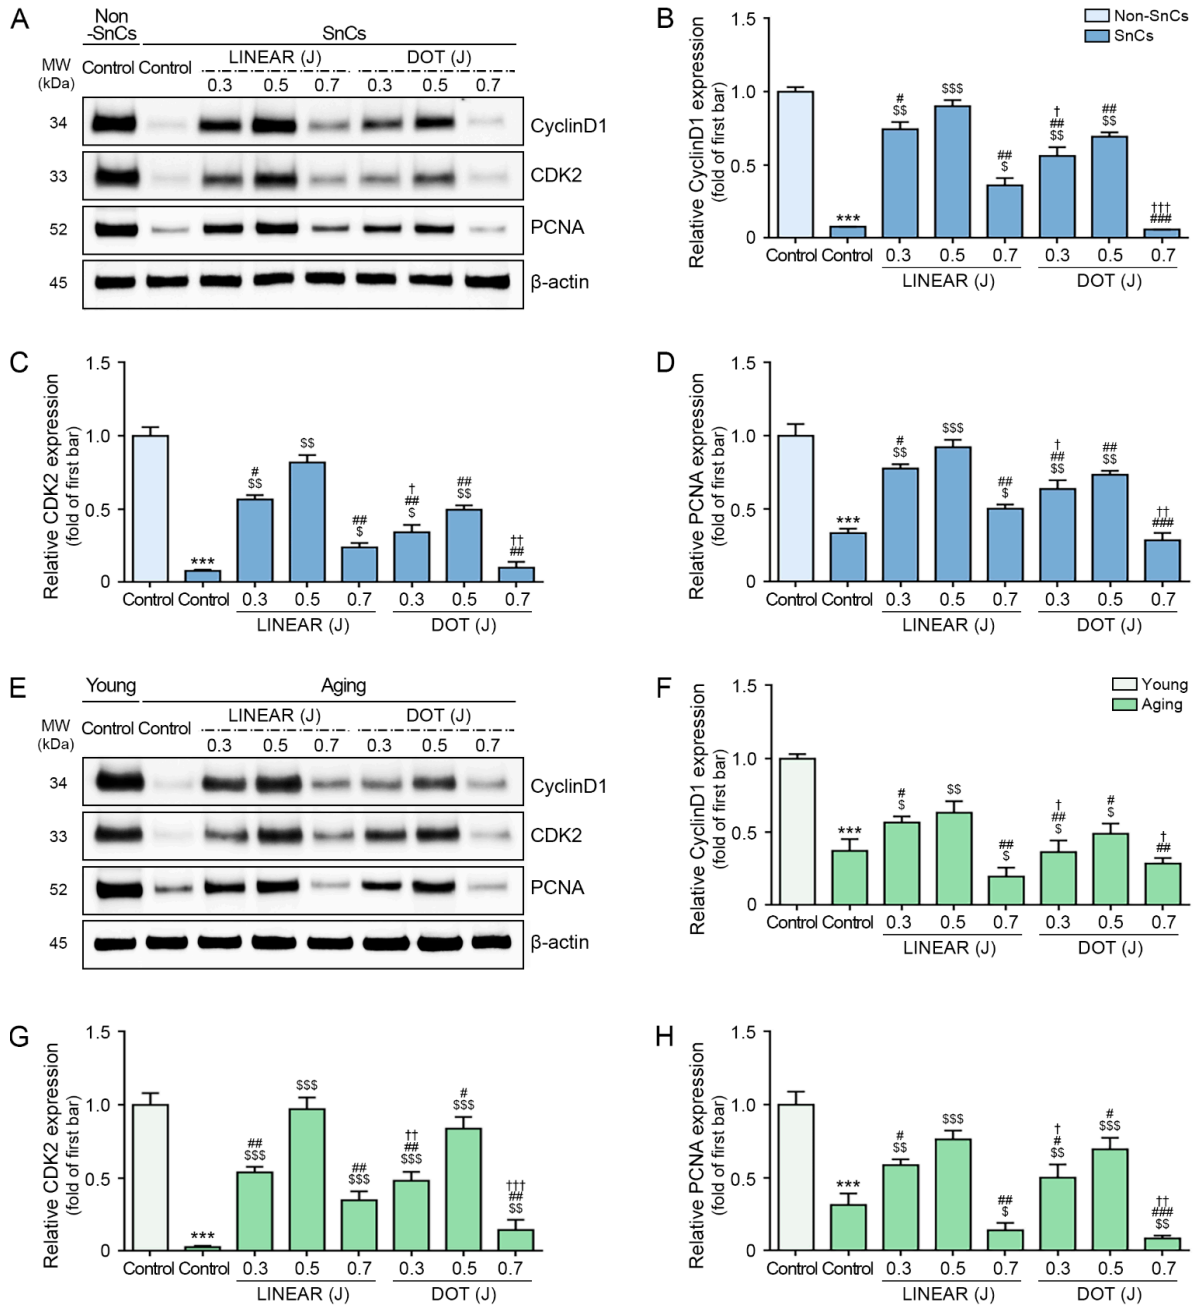 A
Non
-SnCs
SnCs
MW
(kDa)
Control Control
LINEAR (J)
DOT (J)
0.3 0.5 0.7 0.3 0.5 0.7
34 CyclinD1
33 CDK2
52 PCNA
45 β-actin
B
Relative CyclinD1 expression
(fold of first bar)
1.5
1.0
0.5
0
Non-SnCs
SnCs
***
#
$$
$$$
##
$
†
##
$$
##
$$
†††
###
Control Control 0.3 0.5 0.7 0.3 0.5 0.7
LINEAR (J) DOT (J)
C
Relative CDK2 expression
(fold of first bar)
1.5
1.0
0.5
0
***
#
$$
$$
##
$
†
##
$
##
$$
††
##
Control Control 0.3 0.5 0.7 0.3 0.5 0.7
LINEAR (J) DOT (J)
D
Relative PCNA expression
(fold of first bar)
1.5
1.0
0.5
0
***
#
$$
$$$
##
$
†
##
$$
##
$$
††
###
Control Control 0.3 0.5 0.7 0.3 0.5 0.7
LINEAR (J) DOT (J)
E
Young
Aging
MW
(kDa)
Control Control
LINEAR (J)
DOT (J)
0.3 0.5 0.7 0.3 0.5 0.7
34 CyclinD1
33 CDK2
52 PCNA
45 β-actin
F
Relative CyclinD1 expression
(fold of first bar)
1.5
1.0
0.5
0
Young
Aging
***
#
$
$$
##
$
†
##
$
#
$
†
##
Control Control 0.3 0.5 0.7 0.3 0.5 0.7
LINEAR (J) DOT (J)
G
Relative CDK2 expression
(fold of first bar)
1.5
1.0
0.5
0
***
##
$$$
$$$
##
$$$
††
##
$$$
#
$$$
†††
##
$$
Control Control 0.3 0.5 0.7 0.3 0.5 0.7
LINEAR (J) DOT (J)
H
Relative PCNA expression
(fold of first bar)
1.5
1.0
0.5
0
***
#
$$
$$$
##
$
†
#
$$
#
$$$
††
###
$$
Control Control 0.3 0.5 0.7 0.3 0.5 0.7
LINEAR (J) DOT (J)